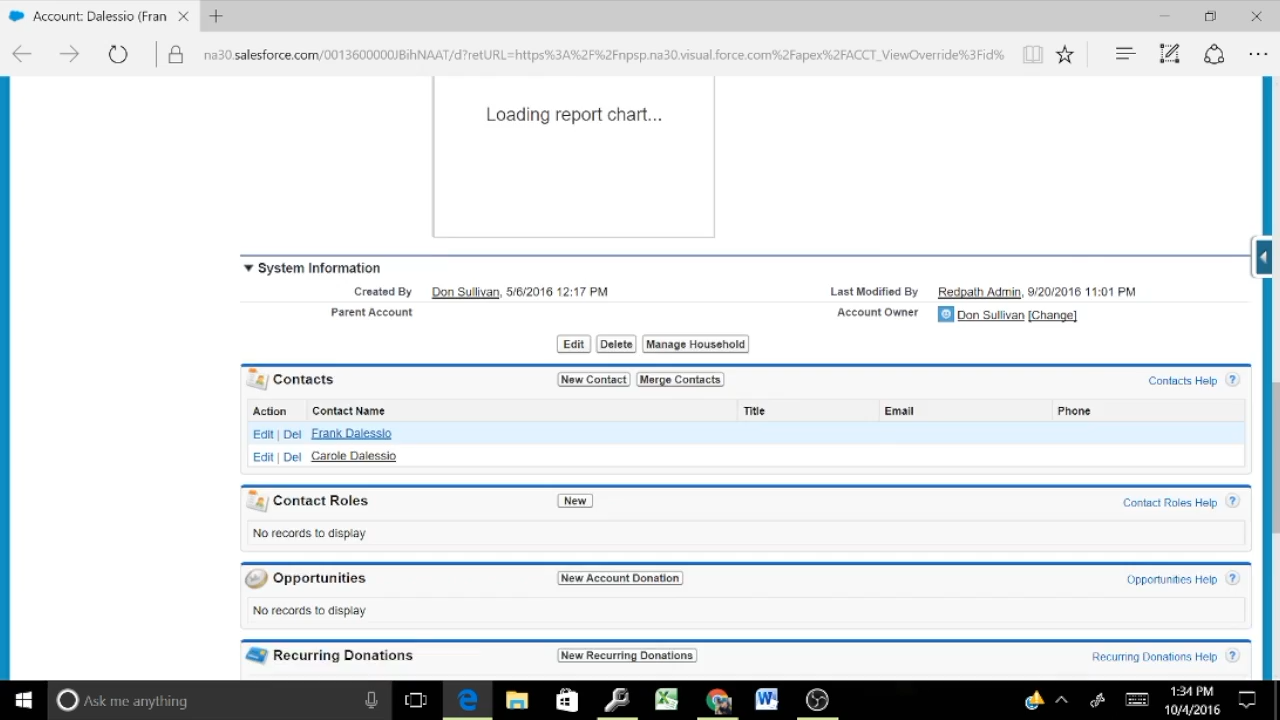 Account: Dalessio (Fran
na30.salesforce.com/0013600000JBihNAAT/d?retURL=https%3A%2F%2Fnpsp.na30.visual.force.com%2Fapex%2FACCT_ViewOverride%3Fid%
Loading report chart...
System Information
Created By Don Sullivan, 5/6/2016 12:17 PM Last Modified By Redpath Admin, 9/20/2016 11:01 PM
Parent Account Account Owner Don Sullivan [Change]
Edit Delete Manage Household
Contacts New Contact Merge Contacts Contacts Help ?
Action Contact Name Title Email Phone
Edit | Del Frank Dalessio
Edit | Del Carole Dalessio
Contact Roles New Contact Roles Help ?
No records to display
Opportunities New Account Donation Opportunities Help ?
No records to display
Recurring Donations New Recurring Donations Recurring Donations Help ?
Ask me anything
1:34 PM
10/4/2016